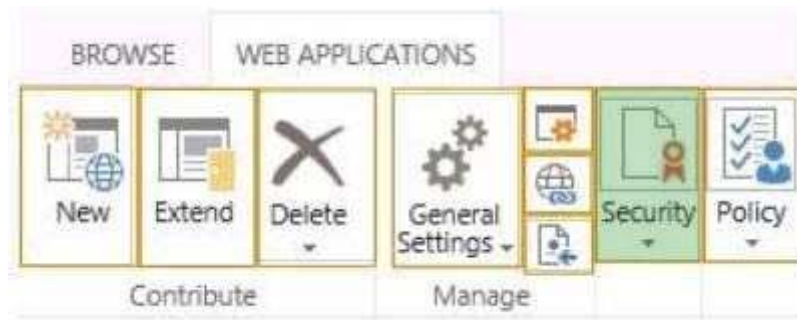 BROWSE WEB APPLICATIONS
New Extend Delete General Settings Security Policy
Contribute Manage